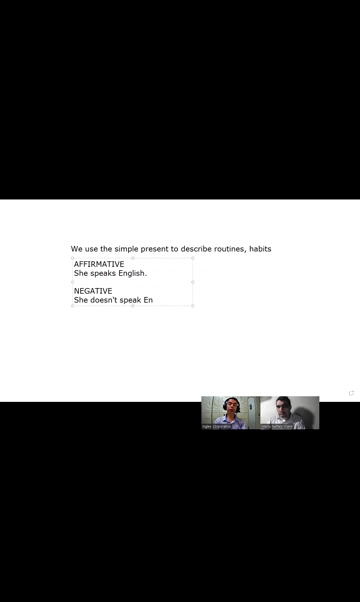 We use the simple present to describe routines, habits
AFFIRMATIVE
She speaks English.
NEGATIVE
She doesn't speak En